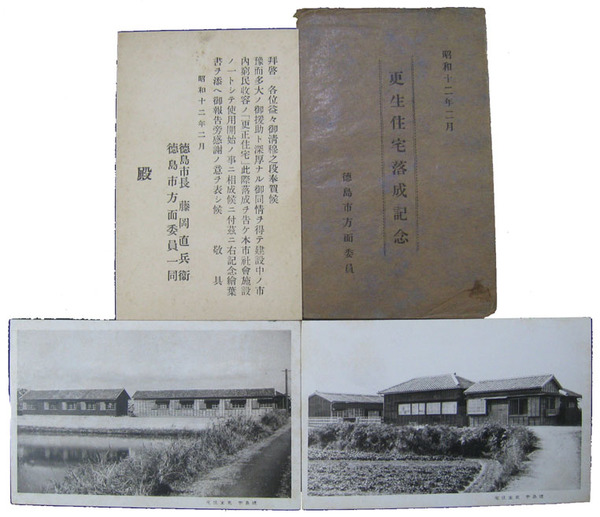 拜啓 各位益々御清穆之段奉賀候
豫而多大ノ御援助ト深厚ナル御同情ヲ得テ建設中ノ市
内窮民收容ノ「更正住宅」此際落成ヲ告ケ本市社會施設
ノ一トシテ使用開始ノ事ニ相成候ニ付茲ニ右記念繪葉
書ヲ添ヘ御報告旁感謝ノ意ヲ表シ候 敬具
昭和十二年二月
徳島市長 藤岡直兵衛
徳島市方面委員一同
殿
昭和十二年二月
更生住宅落成記念
徳島市方面委員